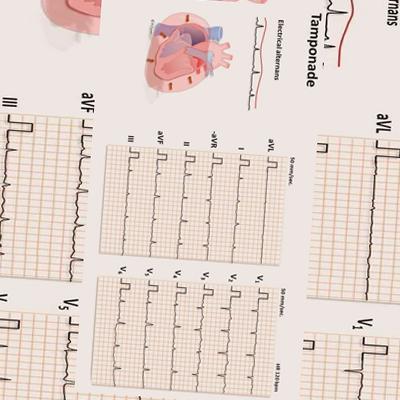 rnans
Tamponade
Electrical alternans
aVL
V₁
50 mm/sec.
aVL
I
-aVR
II
aVF
III
50 mm/sec.
HR 120 bpm
V₁
V₂
V₃
V₄
V₅
V₆
aVF
III
V₅
V